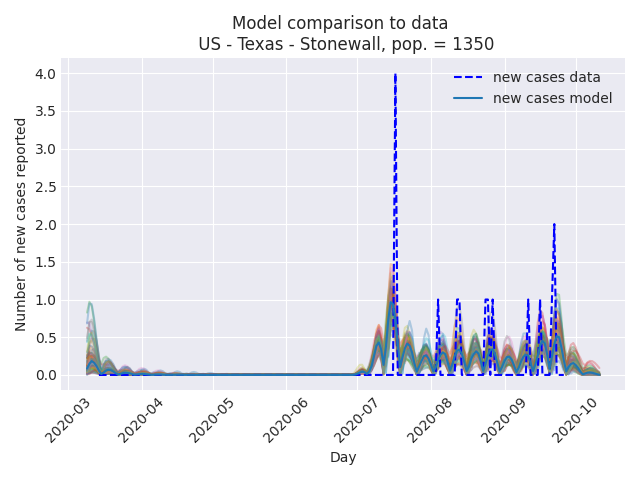 Model comparison to data
US - Texas - Stonewall, pop. = 1350
new cases data
new cases model
Number of new cases reported
4.0
3.5
3.0
2.5
2.0
1.5
1.0
0.5
0.0
2020-03
2020-04
2020-05
2020-06
2020-07
2020-08
2020-09
2020-10
Day